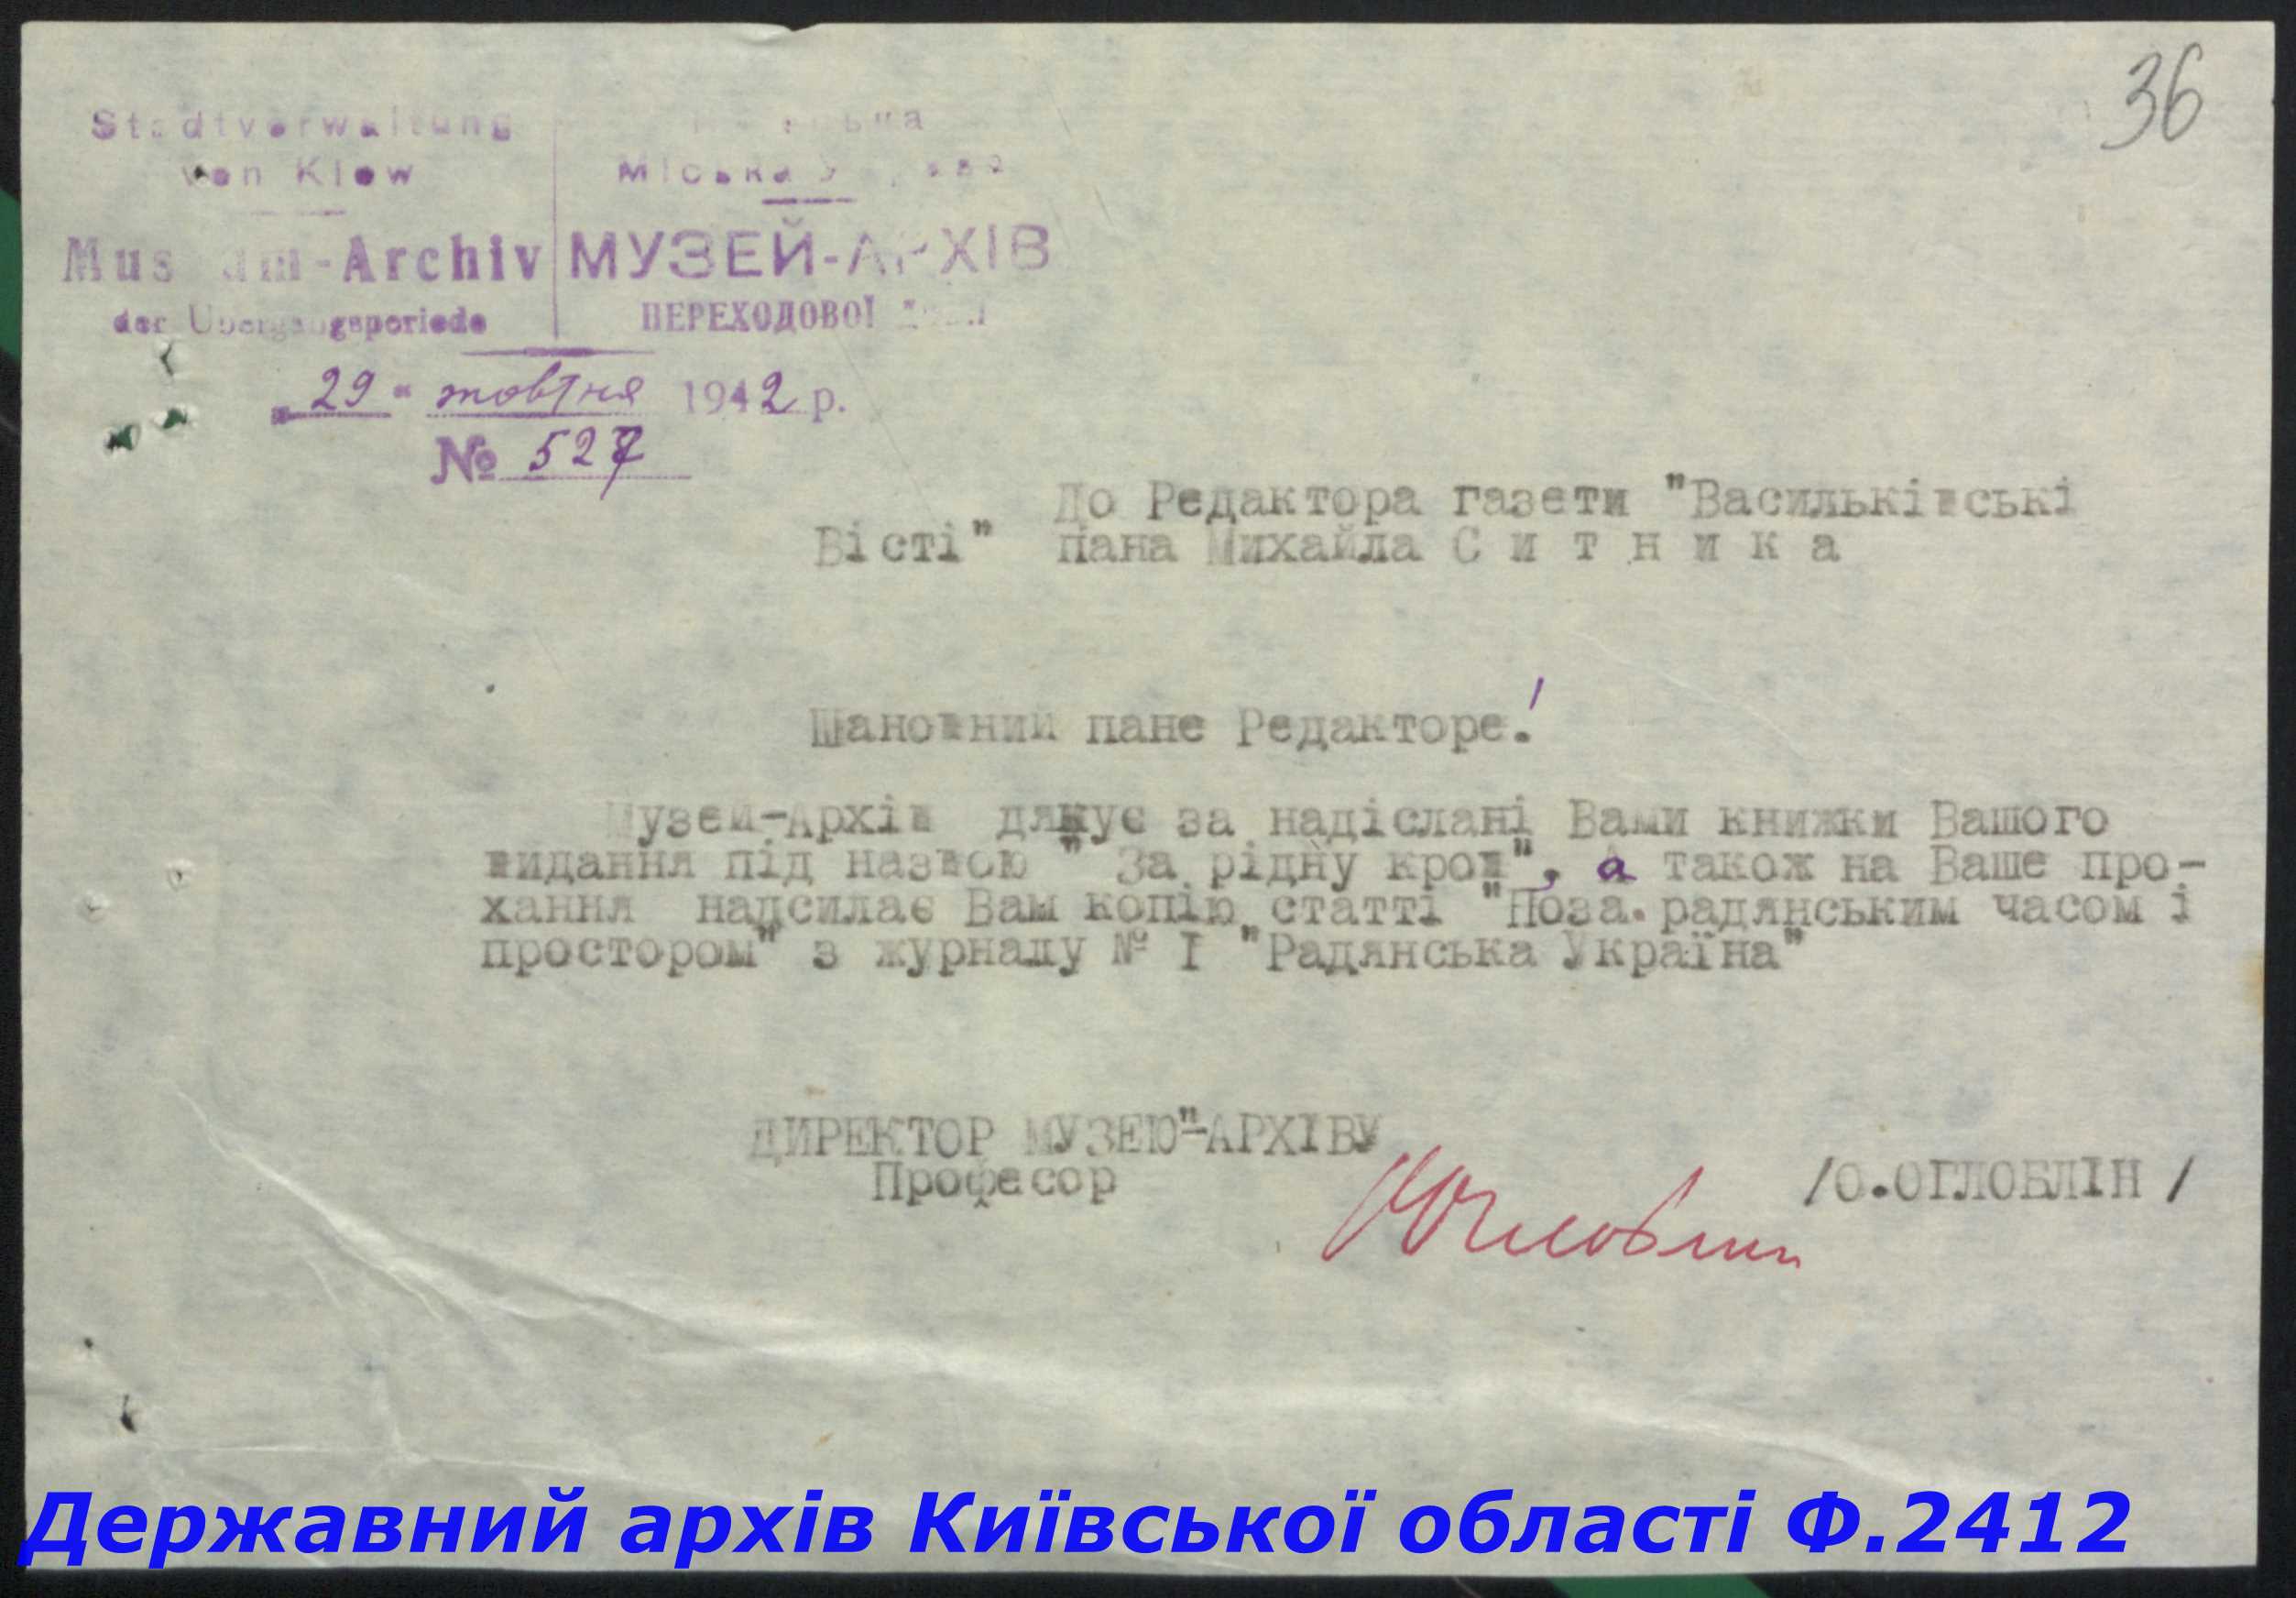 36
Stadtverwaltung
von Kiew
Міська
Museum-Archiv
МУЗЕЙ-АРХІВ
der Übergangsperiode
ПЕРЕХОДОВОЇ
"29" жовтня 1942 р.
№ 527
До Редактора газети "Васильківські
Вісті" пана Михайла С и т н и к а
Шановний пане Редакторе!
Музей-Архів дякує за надіслані Вами книжки Вашого
видання під назвою " За рідну кров", а також на Ваше про-
хання надсилає Вам копію статті "Поза.радянським часом і
простором" з журналу № I "Радянська Україна"
ДИРЕКТОР МУЗЕЮ"-АРХІВУ
Професор
/О.ОГЛОБЛІН /
Державний архів Київської області Ф.2412